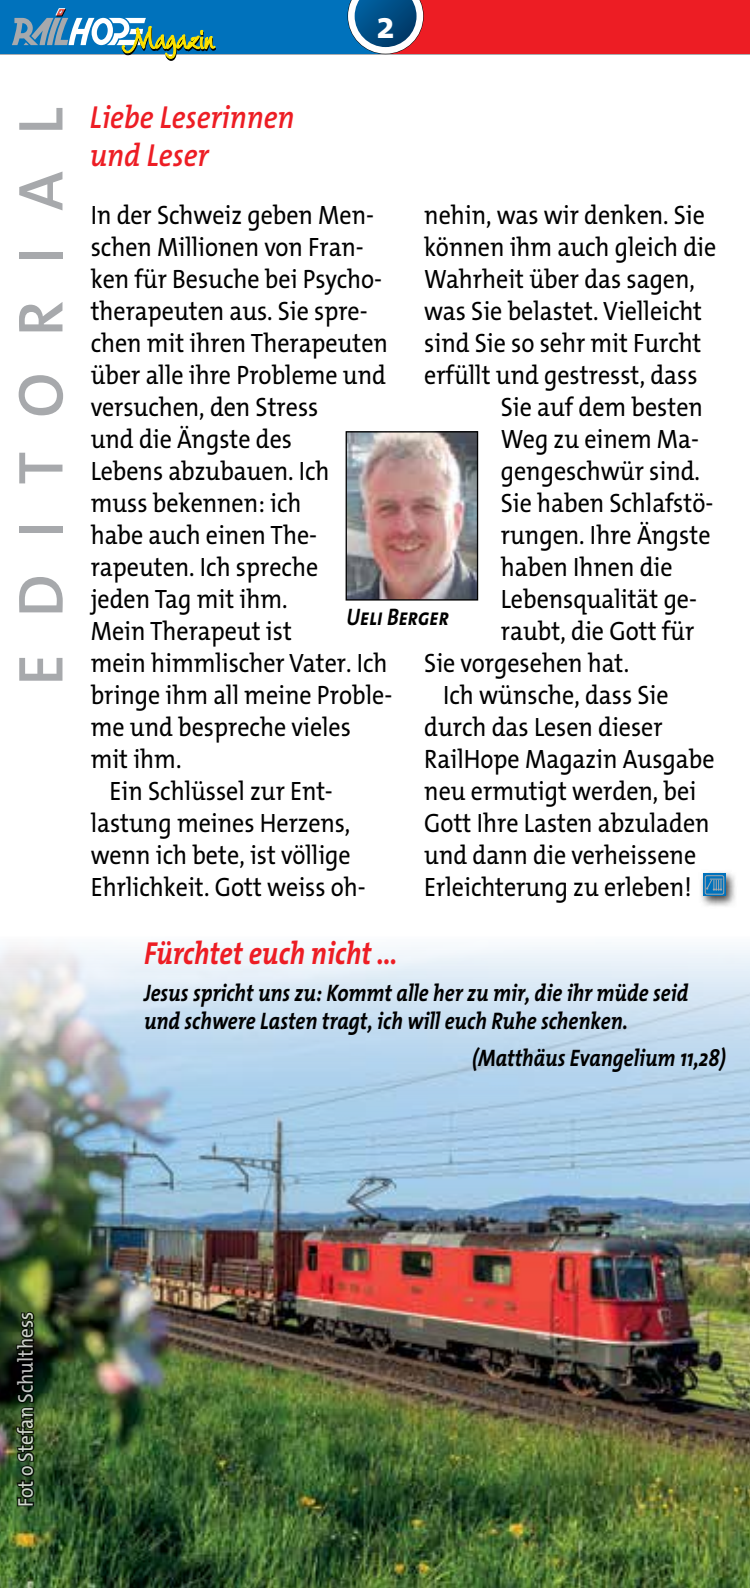 RAILHOPE Magazin
2
EDITORIAL
Liebe Leserinnen
und Leser
In der Schweiz geben Men-
schen Millionen von Fran-
ken für Besuche bei Psycho-
therapeuten aus. Sie spre-
chen mit ihren Therapeuten
über alle ihre Probleme und
versuchen, den Stress
und die Ängste des
Lebens abzubauen. Ich
muss bekennen: ich
habe auch einen The-
rapeuten. Ich spreche
jeden Tag mit ihm.
Mein Therapeut ist
mein himmlischer Vater. Ich
bringe ihm all meine Proble-
me und bespreche vieles
mit ihm.
Ein Schlüssel zur Ent-
lastung meines Herzens,
wenn ich bete, ist völlige
Ehrlichkeit. Gott weiss oh-
nehin, was wir denken. Sie
können ihm auch gleich die
Wahrheit über das sagen,
was Sie belastet. Vielleicht
sind Sie so sehr mit Furcht
erfüllt und gestresst, dass
Sie auf dem besten
Weg zu einem Ma-
gengeschwür sind.
Sie haben Schlafstö-
rungen. Ihre Ängste
haben Ihnen die
Lebensqualität ge-
raubt, die Gott für
Sie vorgesehen hat.
Ich wünsche, dass Sie
durch das Lesen dieser
RailHope Magazin Ausgabe
neu ermutigt werden, bei
Gott Ihre Lasten abzuladen
und dann die verheissene
Erleichterung zu erleben!
Ueli Berger
Fürchtet euch nicht ...
Jesus spricht uns zu: Kommt alle her zu mir, die ihr müde seid
und schwere Lasten tragt, ich will euch Ruhe schenken.
(Matthäus Evangelium 11,28)
Fot o Stefan Schulthess